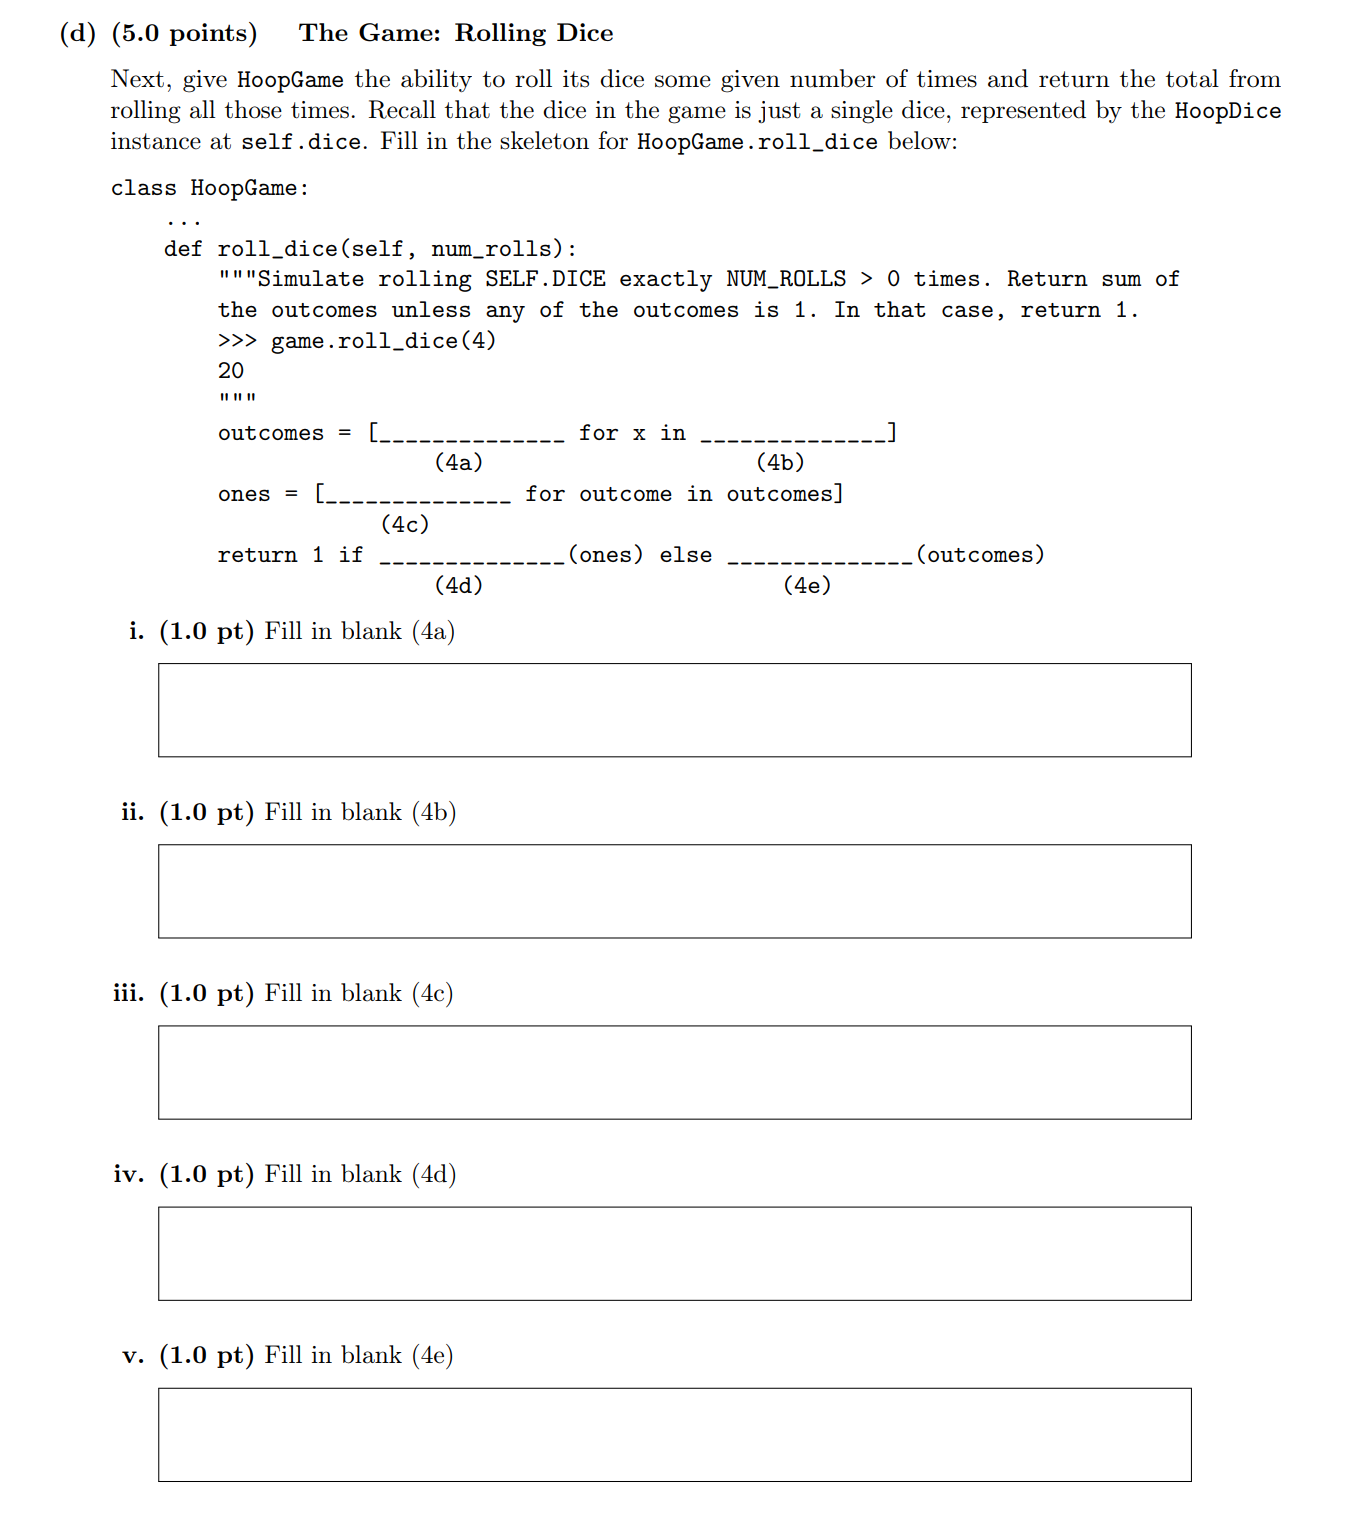 (d) (5.0 points) The Game: Rolling Dice
Next, give HoopGame the ability to roll its dice some given number of times and return the total from
rolling all those times. Recall that the dice in the game is just a single dice, represented by the HoopDice
instance at self.dice. Fill in the skeleton for HoopGame.roll_dice below:
class HoopGame:
    ...
    def roll_dice(self, num_rolls):
        """Simulate rolling SELF.DICE exactly NUM_ROLLS > 0 times. Return sum of
        the outcomes unless any of the outcomes is 1. In that case, return 1.
        >>> game.roll_dice(4)
        20
        """
        outcomes = [______________ for x in ______________]
                        (4a)                    (4b)
        ones = [______________ for outcome in outcomes]
                    (4c)
        return 1 if ______________(ones) else ______________(outcomes)
                        (4d)                      (4e)
i. (1.0 pt) Fill in blank (4a)
ii. (1.0 pt) Fill in blank (4b)
iii. (1.0 pt) Fill in blank (4c)
iv. (1.0 pt) Fill in blank (4d)
v. (1.0 pt) Fill in blank (4e)